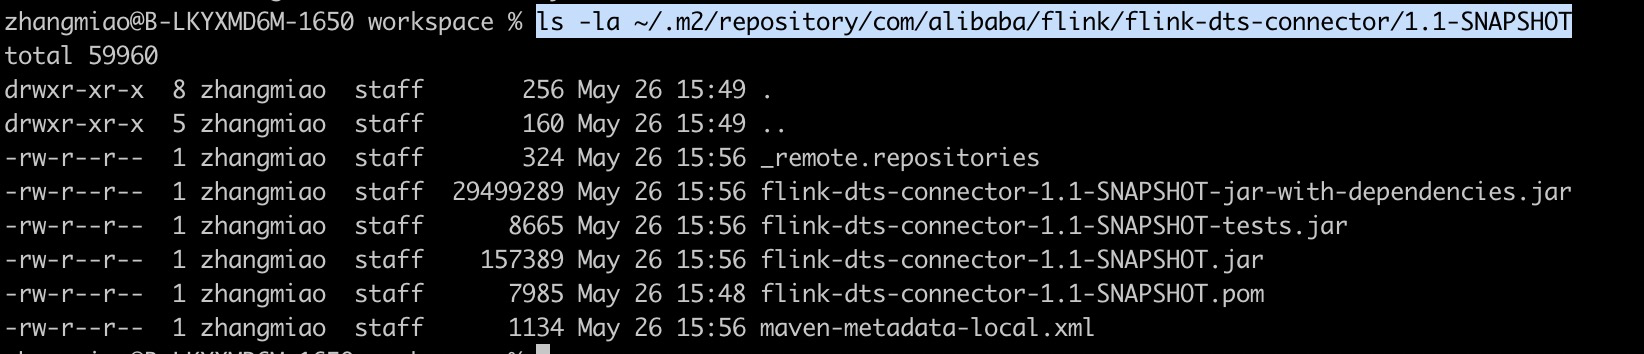 zhangmiao@B-LKYXMD6M-1650 workspace % ls -la ~/.m2/repository/com/alibaba/flink/flink-dts-connector/1.1-SNAPSHOT
total 59960
drwxr-xr-x  8 zhangmiao  staff       256 May 26 15:49 .
drwxr-xr-x  5 zhangmiao  staff       160 May 26 15:49 ..
-rw-r--r--  1 zhangmiao  staff       324 May 26 15:56 _remote.repositories
-rw-r--r--  1 zhangmiao  staff  29499289 May 26 15:56 flink-dts-connector-1.1-SNAPSHOT-jar-with-dependencies.jar
-rw-r--r--  1 zhangmiao  staff      8665 May 26 15:56 flink-dts-connector-1.1-SNAPSHOT-tests.jar
-rw-r--r--  1 zhangmiao  staff    157389 May 26 15:56 flink-dts-connector-1.1-SNAPSHOT.jar
-rw-r--r--  1 zhangmiao  staff      7985 May 26 15:48 flink-dts-connector-1.1-SNAPSHOT.pom
-rw-r--r--  1 zhangmiao  staff      1134 May 26 15:56 maven-metadata-local.xml
zhangmiao@B-LKYXMD6M-1650 workspace %